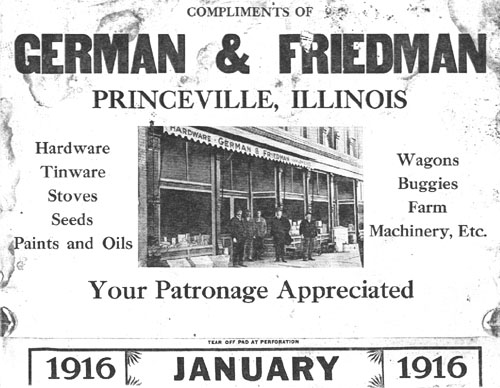 COMPLIMENTS OF
GERMAN & FRIEDMAN
PRINCEVILLE, ILLINOIS
Hardware
Tinware
Stoves
Seeds
Paints and Oils
HARDWARE · GERMAN & FRIEDMAN
Wagons
Buggies
Farm
Machinery, Etc.
Your Patronage Appreciated
TEAR OFF PAD AT PERFORATION
1916 JANUARY 1916